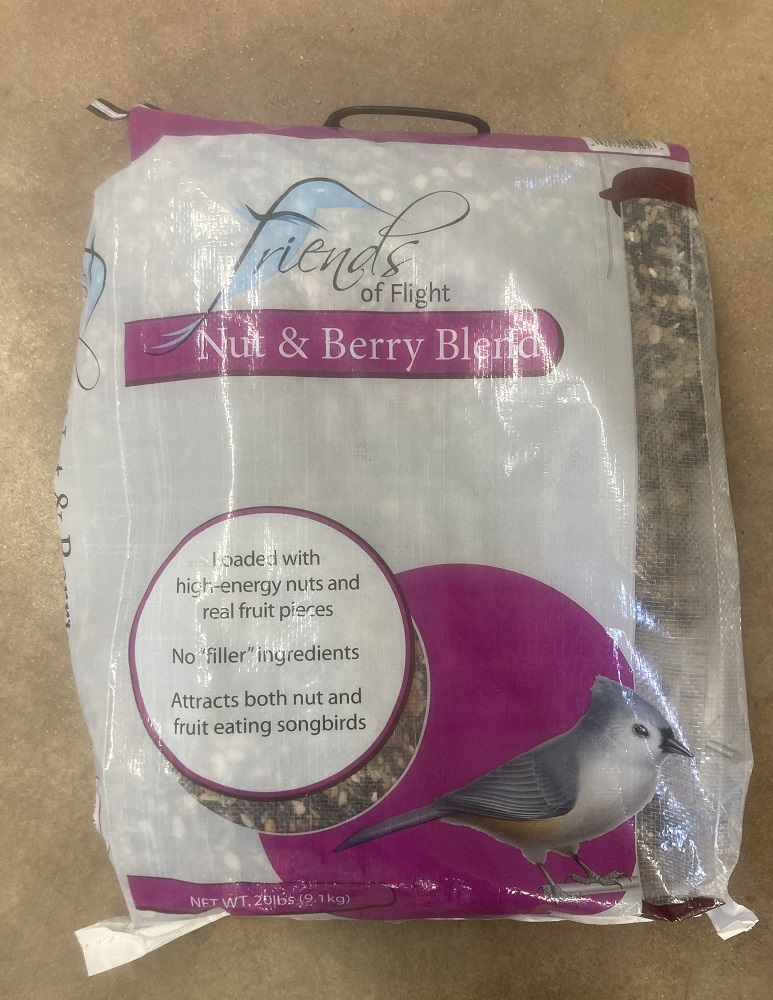 friends
of Flight
Nut & Berry Blend
Loaded with
high-energy nuts and
real fruit pieces
No "filler" ingredients
Attracts both nut and
fruit eating songbirds
NET WT. 20lbs.(9.1kg)